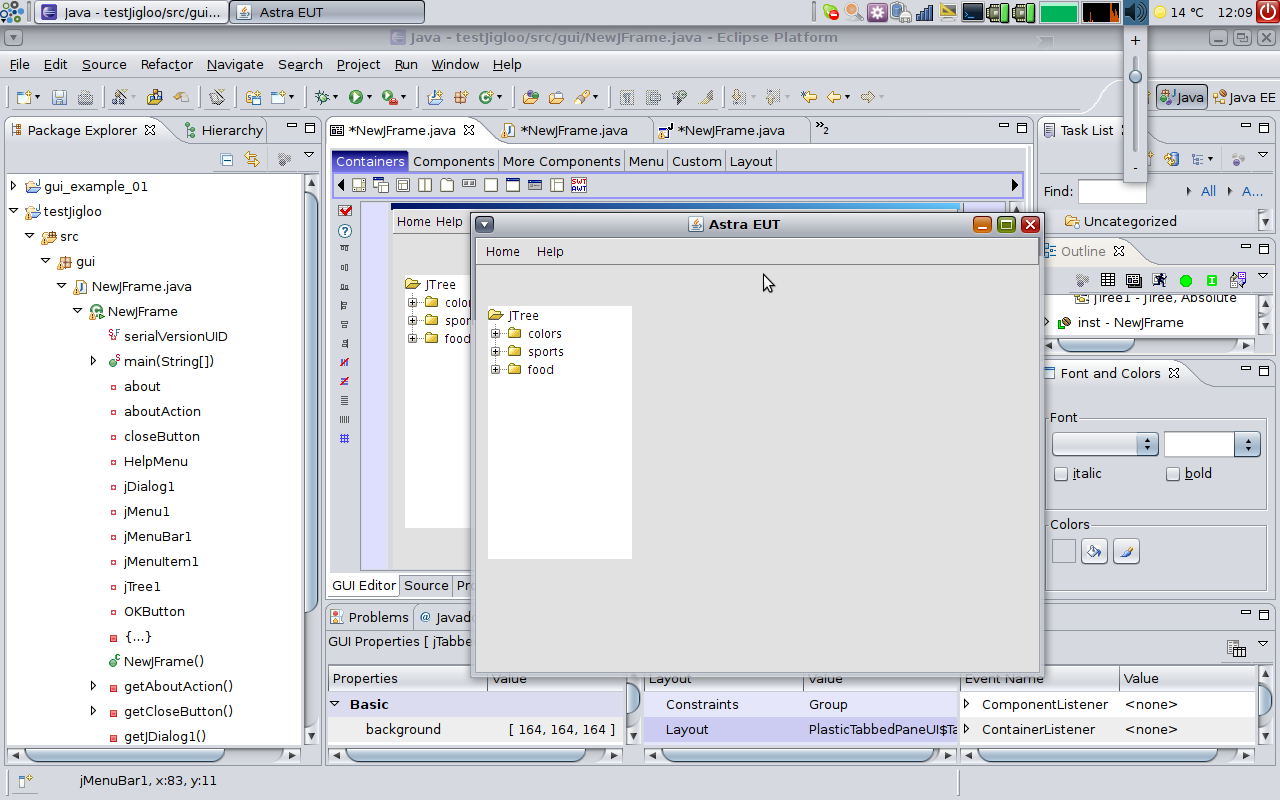 Java - testJigloo/src/gui...
Astra EUT
14 °C
12:09
Java - testJigloo/src/gui/NewJFrame.java - Eclipse Platform
File Edit Source Refactor Navigate Search Project Run Window Help
Java
Java EE
Package Explorer
Hierarchy
*NewJFrame.java
*NewJFrame.java
*NewJFrame.java
»2
Task List
Containers Components More Components Menu Custom Layout
Find:
All
A...
Uncategorized
gui_example_01
testJigloo
src
gui
NewJFrame.java
NewJFrame
serialVersionUID
main(String[])
about
aboutAction
closeButton
HelpMenu
jDialog1
jMenu1
jMenuBar1
jMenuItem1
jTree1
OKButton
{...}
NewJFrame()
getAboutAction()
getCloseButton()
getJDialog1()
Home Help
JTree
food
Astra EUT
Home Help
JTree
colors
sports
food
Outline
jTree1 - JTree, Absolute
inst - NewJFrame
Font and Colors
Font
italic
bold
Colors
GUI Editor
Source
Problems
GUI Properties
Properties
Value
Layout
Value
Event Name
Value
Basic
Constraints
Group
ComponentListener
<none>
background
[ 164, 164, 164 ]
Layout
PlasticTabbedPaneUI$Ta
ContainerListener
<none>
jMenuBar1, x:83, y:11